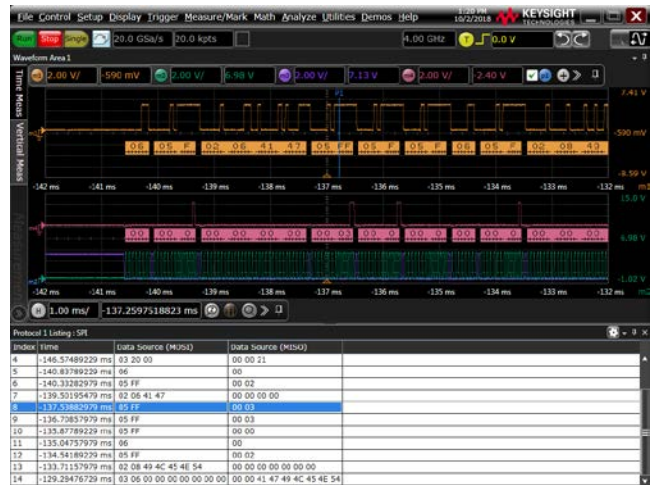 File Control Setup Display Trigger Measure/Mark Math Analyze Utilities Demos Help
1:20 PM
10/2/2018
KEYSIGHT
TECHNOLOGIES
Run Stop Single 20.0 GSa/s 20.0 kpts 4.00 GHz T 0.0 V
Waveform Area 1
2.00 V/ -590 mV 2.00 V/ 6.98 V 2.00 V/ 7.13 V 2.00 V/ -2.40 V
Time Meas
Vertical Meas
Measurements
P1
7.41 V
-590 mV
06 05 F 02 06 41 47 05 FF 05 F 05 F 06 05 F 02 08 49
-8.59 V
-142 ms -141 ms -140 ms -139 ms -138 ms -137 ms -136 ms -135 ms -134 ms -133 ms -132 ms
15.0 V
00 00 0 00 00 00 00 00 03 00 0 00 0 00 00 0 00 00 0
6.98 V
-1.02 V
-142 ms -141 ms -140 ms -139 ms -138 ms -137 ms -136 ms -135 ms -134 ms -133 ms -132 ms
H 1.00 ms/ -137.2597518823 ms
Protocol 1 Listing : SPI
Index Time Data Source (MOSI) Data Source (MISO)
4 -146.57489229 ms 03 20 00 00 00 21
5 -140.83789229 ms 06 00
6 -140.33282979 ms 05 FF 00 02
7 -139.50195479 ms 02 06 41 47 00 00 00 00
8 -137.53882979 ms 05 FF 00 03
9 -136.70857979 ms 05 FF 00 03
10 -135.87789229 ms 05 FF 00 00
11 -135.04757979 ms 06 00
12 -134.54189229 ms 05 FF 00 02
13 -133.71157979 ms 02 08 49 4C 45 4E 54 00 00 00 00 00 00 00
14 -129.28476729 ms 03 06 00 00 00 00 00 00 00 00 00 41 47 49 4C 45 4E 54